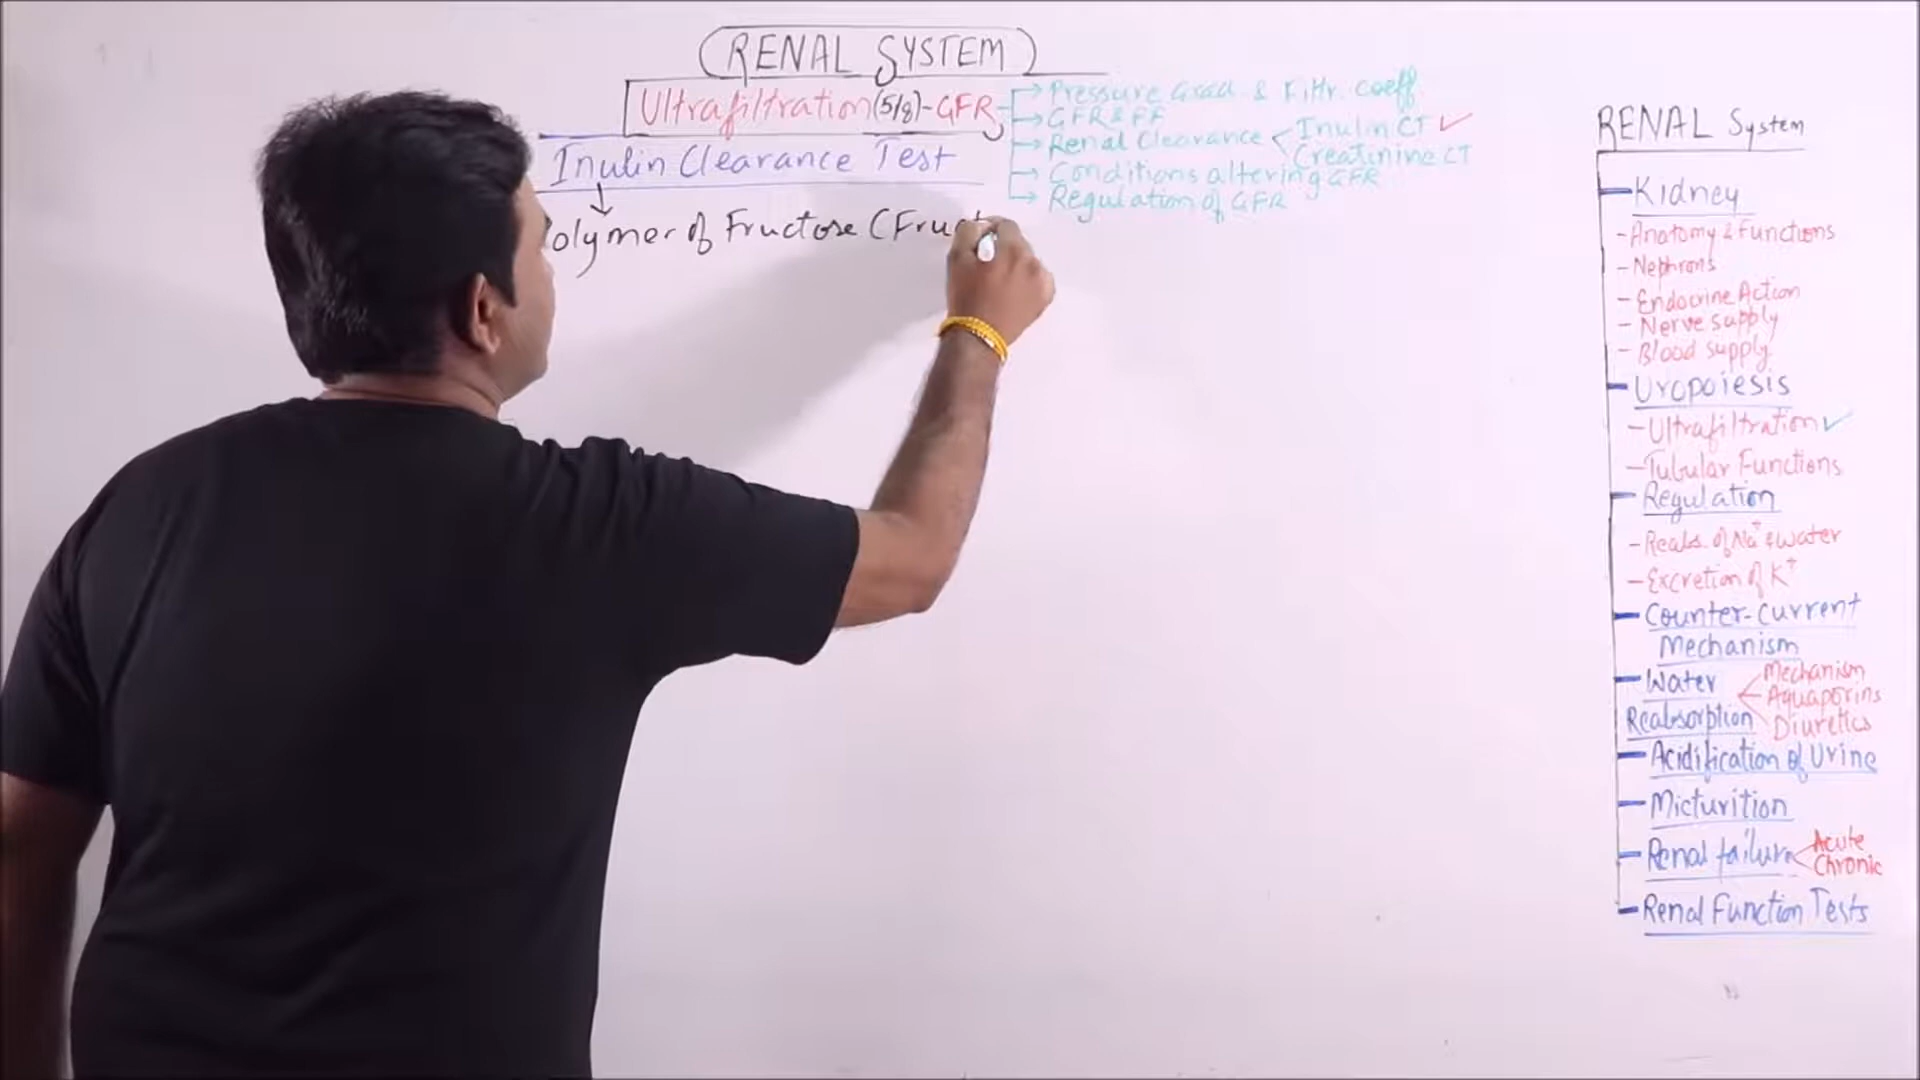 RENAL SYSTEM
Ultrafiltration (5/8)-GFR
Pressure Grad & Filtr. coeff
GFR & FF
Renal Clearance
Inulin CT ✓
Creatinine CT
Conditions altering GFR
Regulation of GFR
Inulin Clearance Test
Polymer of Fructose (Fruct
RENAL System
Kidney
- Anatomy & Functions
- Nephrons
- Endocrine Action
- Nerve supply
- Blood supply
Uropoiesis
- Ultrafiltration ✓
- Tubular Functions
Regulation
- Reabs. of Na+ & water
- Excretion of K+
Counter-current
Mechanism
Water
Reabsorption
Mechanism
Aquaporins
Diuretics
Acidification of Urine
Micturition
Renal failure
Acute
Chronic
Renal Function Tests